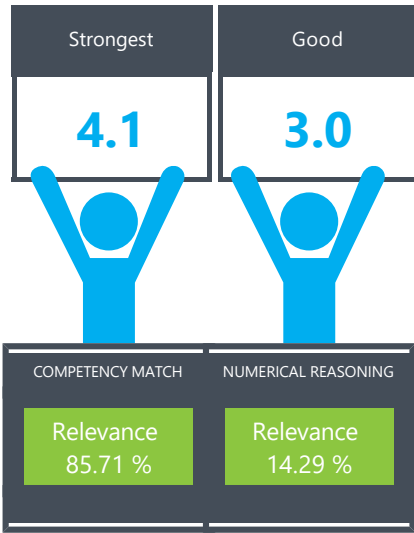 Strongest
Good
4.1
3.0
COMPETENCY MATCH
NUMERICAL REASONING
Relevance
85.71 %
Relevance
14.29 %